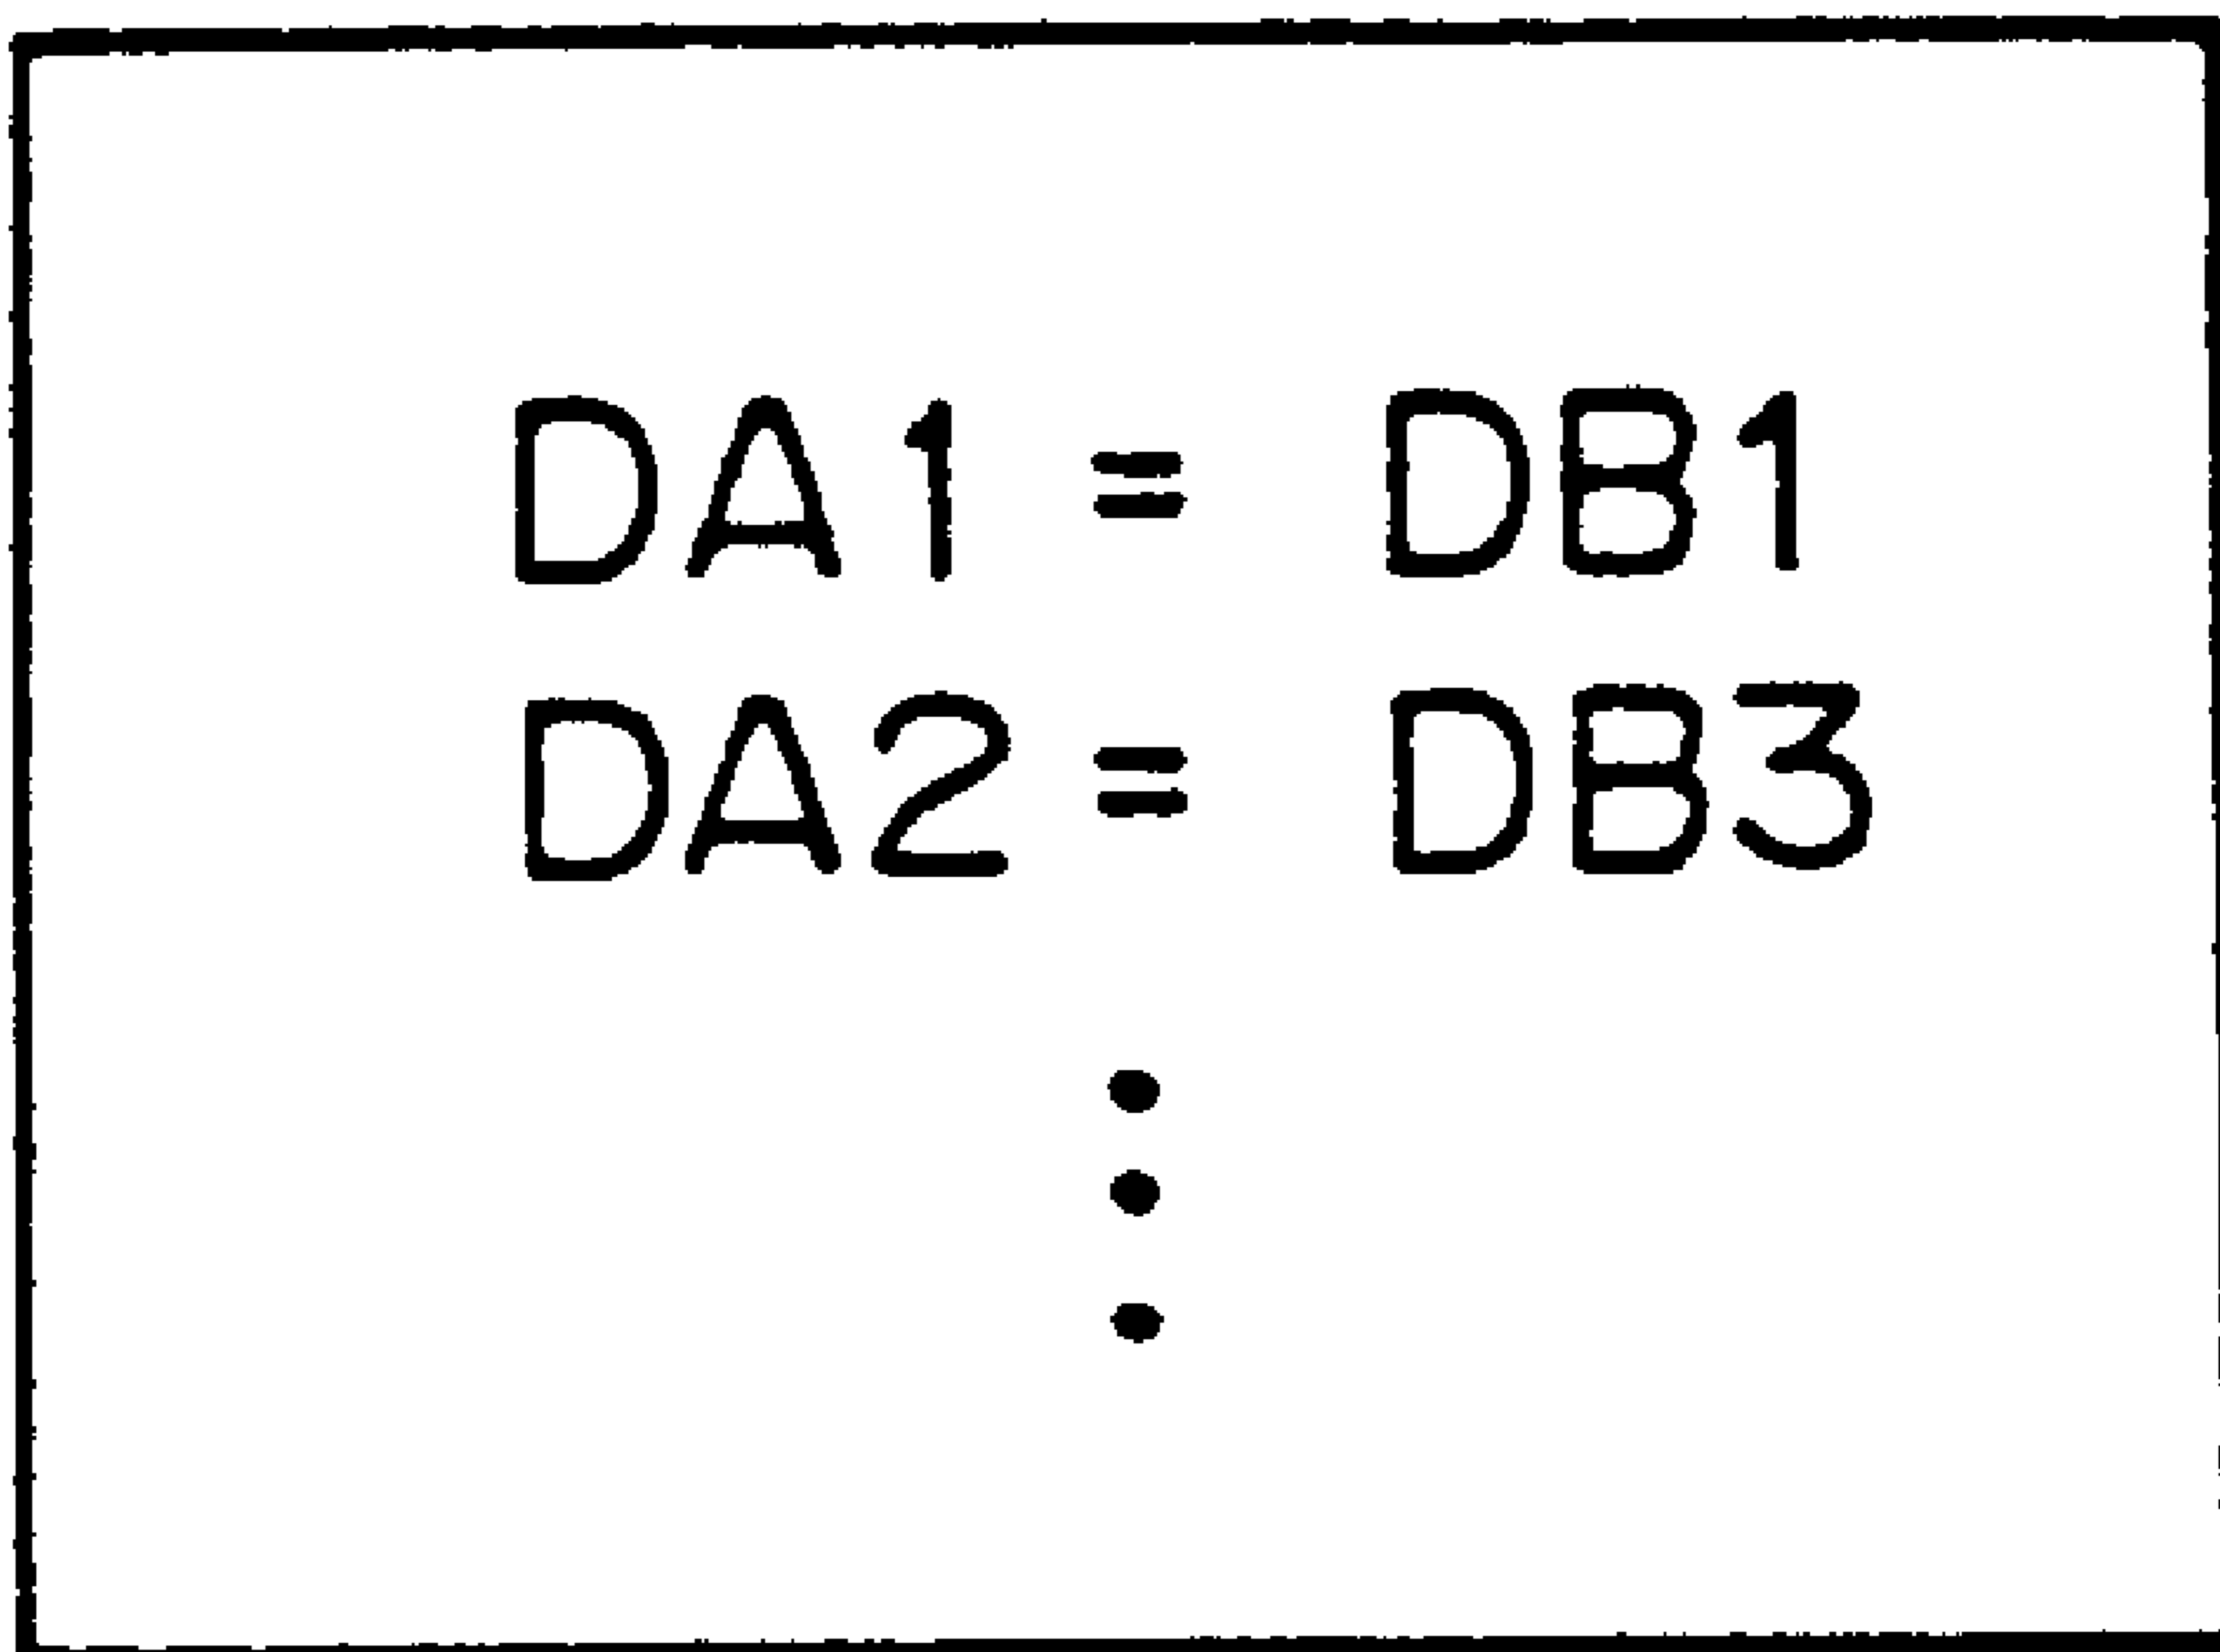 DA1 = DB1
DA2 = DB3